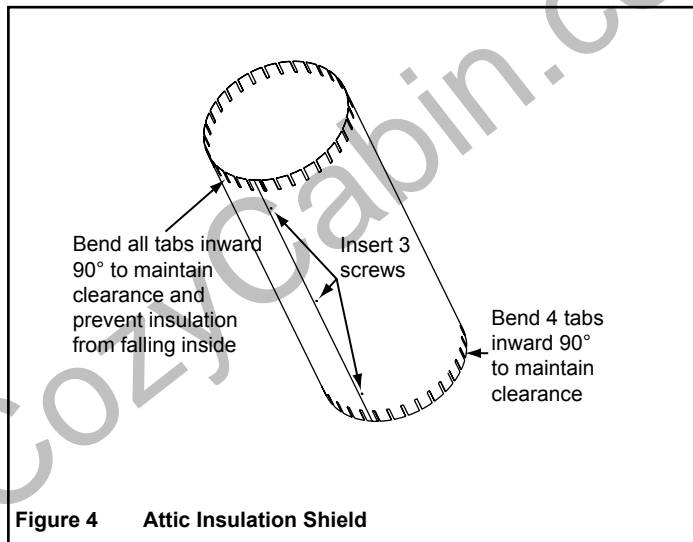 CozyCabin.co
Bend all tabs inward
90° to maintain
clearance and
prevent insulation
from falling inside
Insert 3
screws
Bend 4 tabs
inward 90°
to maintain
clearance
Figure 4 Attic Insulation Shield